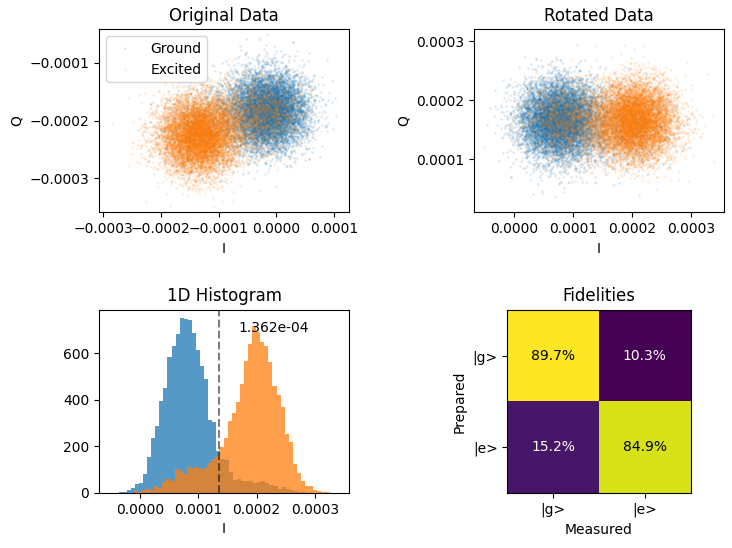 Original Data
Rotated Data
Ground
Excited
−0.0001
−0.0002
−0.0003
Q
−0.0003
−0.0002
−0.0001
0.0000
0.0001
I
0.0003
0.0002
0.0001
Q
0.0000
0.0001
0.0002
0.0003
I
1D Histogram
1.362e-04
600
400
200
0
0.0000
0.0001
0.0002
0.0003
I
Fidelities
Prepared
|g>
89.7%
10.3%
|e>
15.2%
84.9%
|g>
|e>
Measured